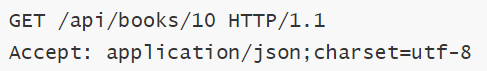 GET /api/books/10 HTTP/1.1
Accept: application/json;charset=utf-8